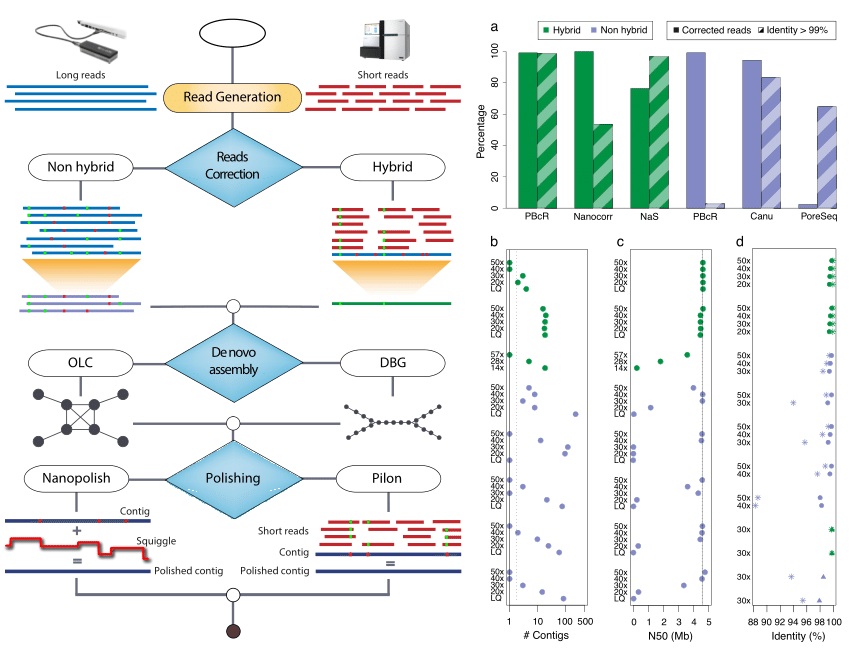 Long reads
Short reads
Read Generation
Reads
Correction
Non hybrid
Hybrid
De novo
assembly
OLC
DBG
Polishing
Nanopolish
Pilon
Contig
+
Squiggle
=
Polished contig
Short reads
Contig
=
Polished contig
a
Hybrid
Non hybrid
Corrected reads
Identity > 99%
Percentage
100
80
60
40
20
0
PBcR
Nanocorr
NaS
PBcR
Canu
PoreSeq
b
50x
40x
30x
20x
LQ
50x
40x
30x
20x
LQ
57x
28x
14x
50x
40x
30x
20x
LQ
50x
40x
30x
20x
LQ
50x
40x
30x
20x
LQ
50x
40x
30x
20x
LQ
50x
40x
30x
20x
LQ
1
10
100
500
# Contigs
c
50x
40x
30x
20x
LQ
50x
40x
30x
20x
LQ
57x
28x
14x
50x
40x
30x
20x
LQ
50x
40x
30x
20x
LQ
50x
40x
30x
20x
LQ
50x
40x
30x
20x
LQ
50x
40x
30x
20x
LQ
0
1
2
3
4
5
N50 (Mb)
d
50x
40x
30x
20x
50x
40x
30x
20x
50x
40x
30x
50x
30x
50x
40x
30x
50x
40x
50x
40x
30x
30x
30x
30x
88
90
92
94
96
98
100
Identity (%)